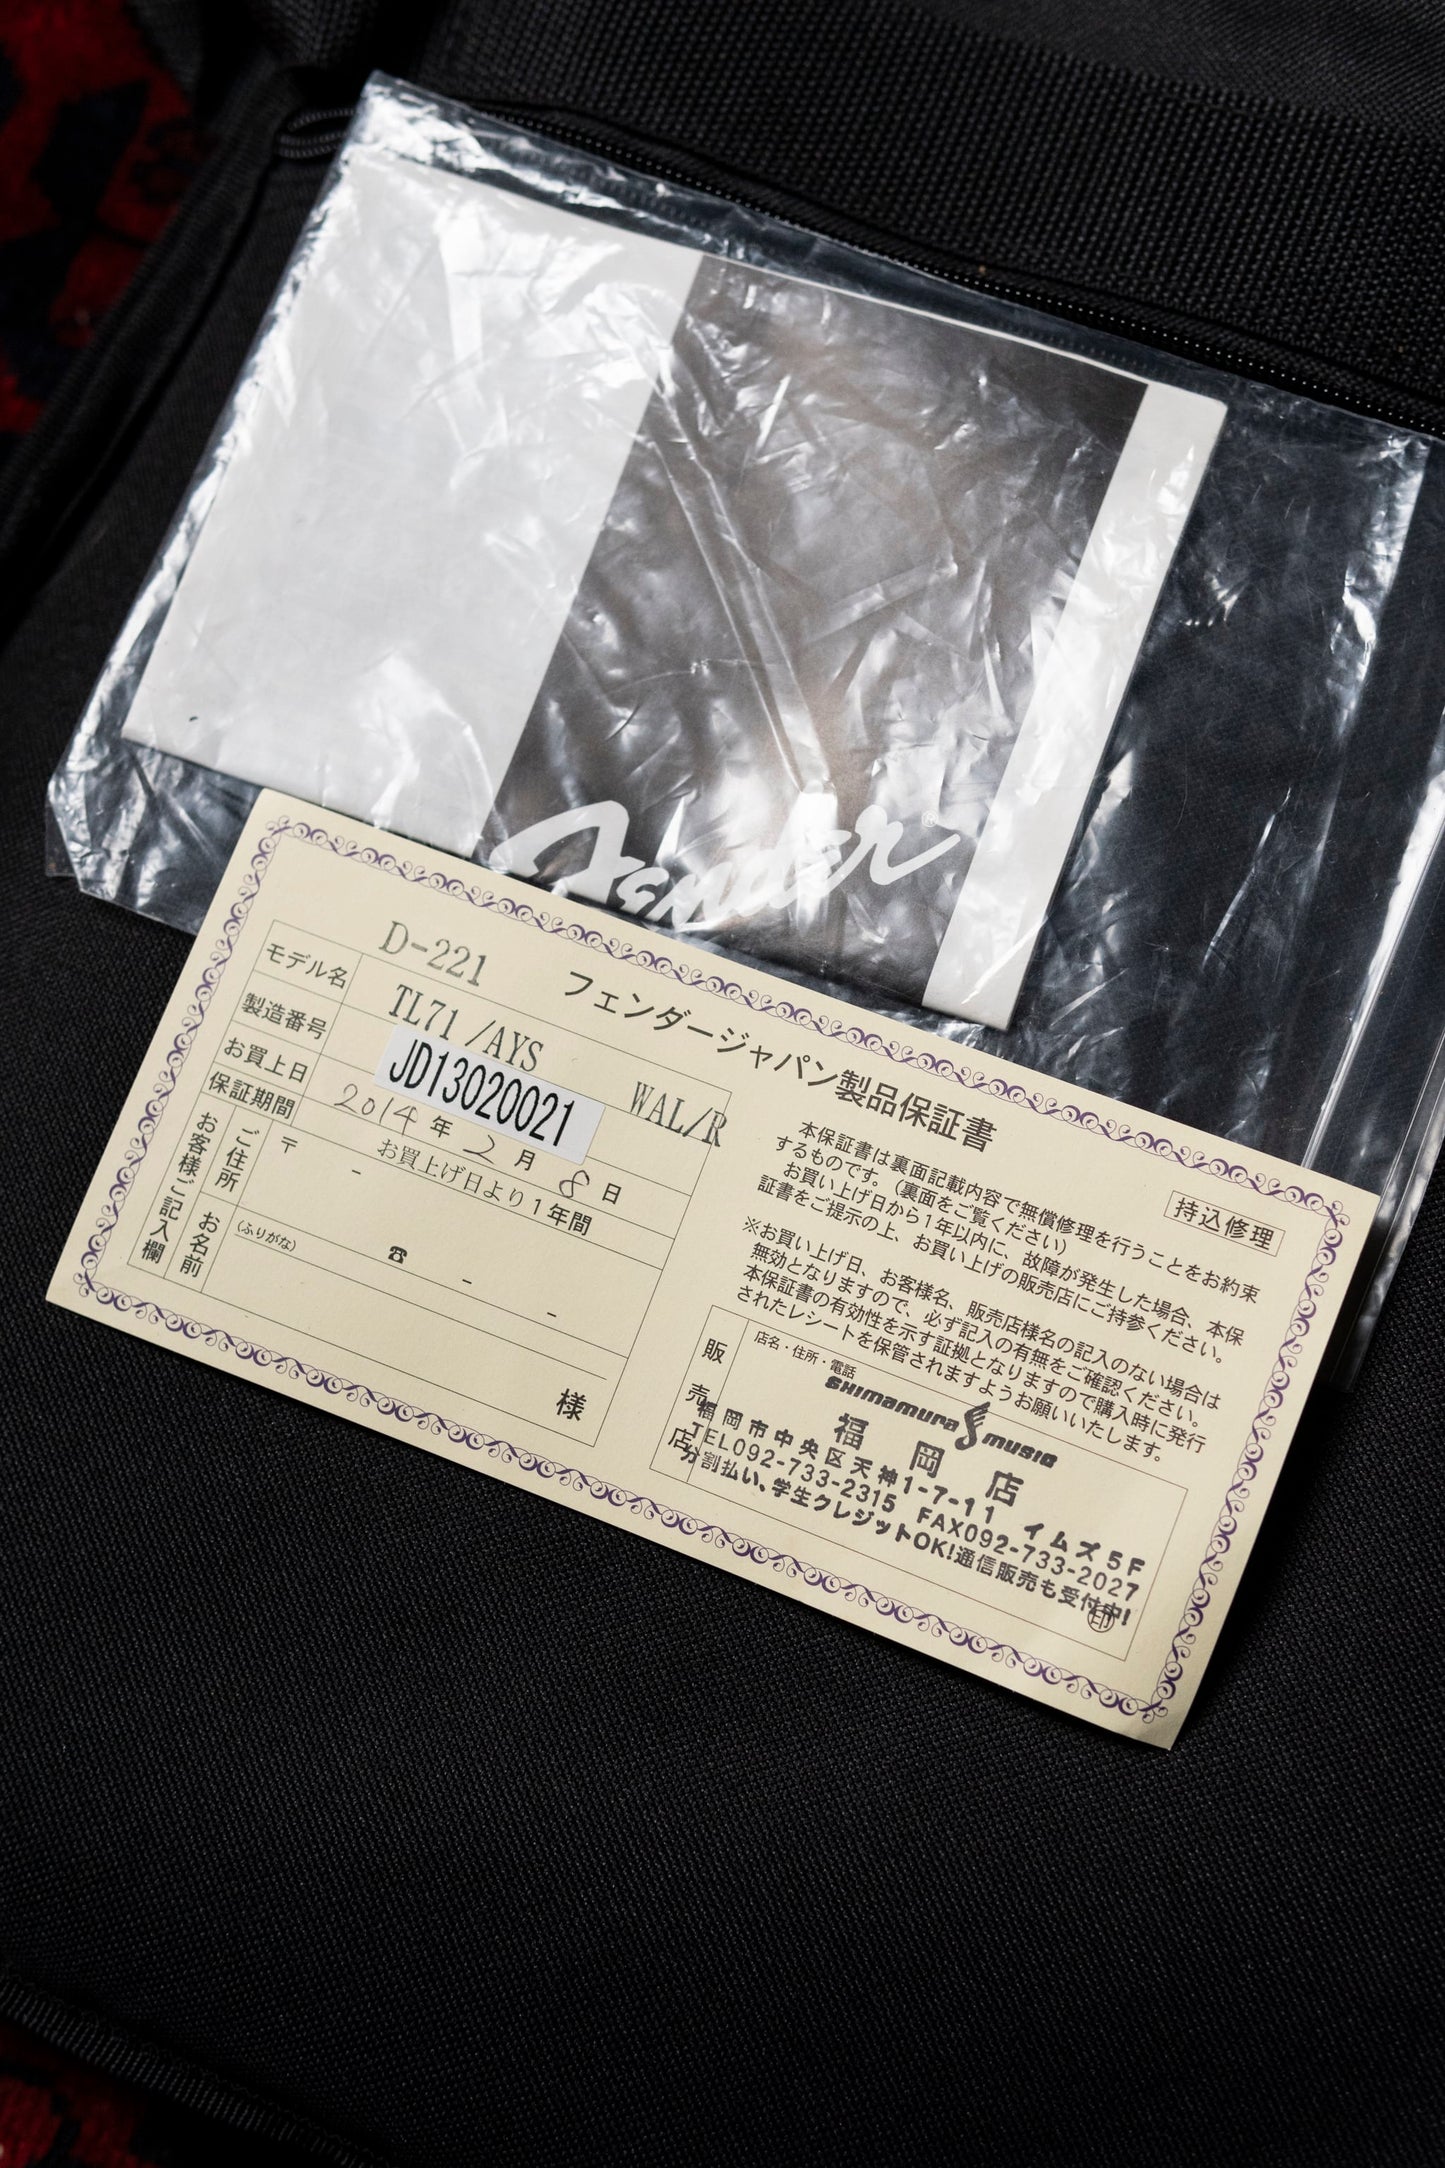 Fender®
D-221
フェンダージャパン製品保証書
モデル名 TL71 /AYS WAL/R
製造番号 JD13020021
お買上日 2014年 2月 8日
保証期間 お買上げ日より1年間
お客様ご記入欄
ご住所 〒 -
☎ - -
お名前 (ふりがな)
様
持込修理
本保証書は裏面記載内容で無償修理を行うことをお約束
するものです。（裏面をご覧ください）
お買い上げ日から1年以内に、故障が発生した場合、本保
証書をご提示の上、お買い上げの販売店にご持参ください。
※お買い上げ日、お客様名、販売店様名の記入のない場合は
無効となりますので、必ず記入の有無をご確認ください。
本保証書の有効性を示す証拠となりますので購入時に発行
されたレシートを保管されますようお願いいたします。
販売店
店名・住所・電話
SHIMAMURA MUSIC
福岡店
福岡市中央区天神1-7-11 イムズ5F
TEL092-733-2315 FAX092-733-2027
分割払い、学生クレジットOK!通信販売も受付中!
印